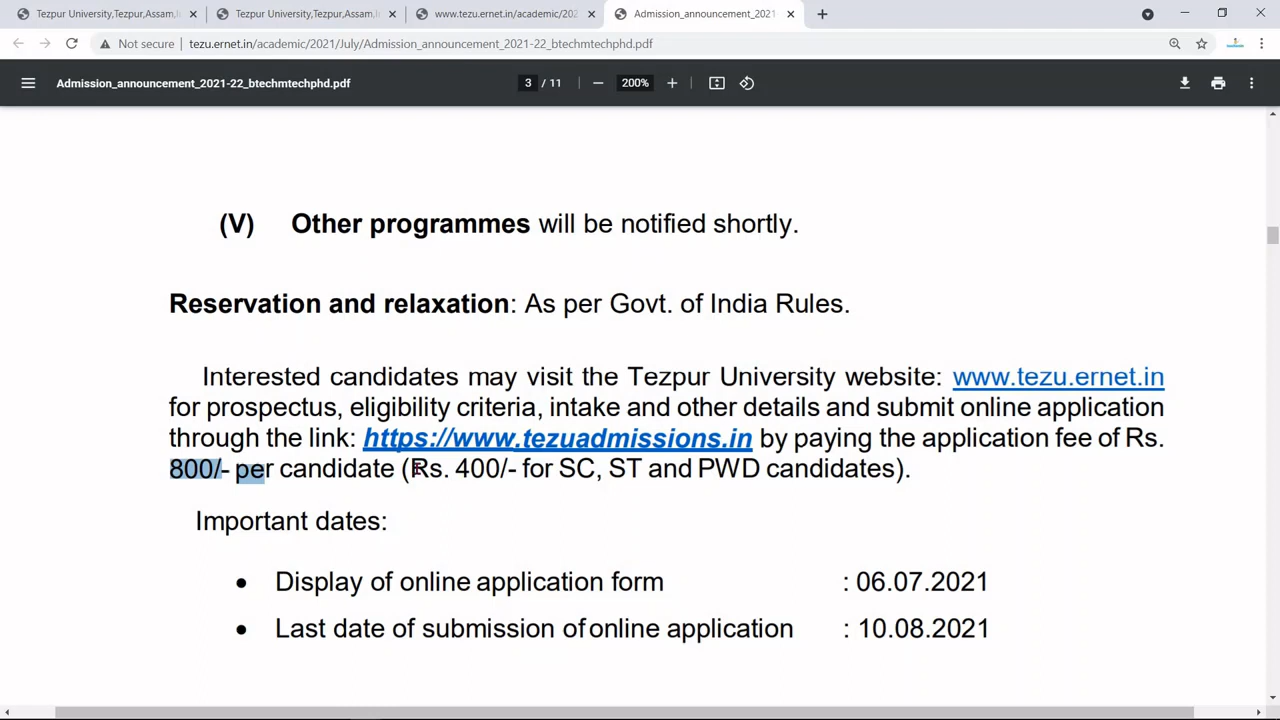 Tezpur University,Tezpur,Assam,I
Tezpur University,Tezpur,Assam,I
www.tezu.ernet.in/academic/202
Admission_announcement_2021
Not secure
tezu.ernet.in/academic/2021/July/Admission_announcement_2021-22_btechmtechphd.pdf
Admission_announcement_2021-22_btechmtechphd.pdf
3 / 11
200%
(V) Other programmes will be notified shortly.
Reservation and relaxation: As per Govt. of India Rules.
Interested candidates may visit the Tezpur University website: www.tezu.ernet.in
for prospectus, eligibility criteria, intake and other details and submit online application
through the link: https://www.tezuadmissions.in by paying the application fee of Rs.
800/- per candidate (Rs. 400/- for SC, ST and PWD candidates).
Important dates:
• Display of online application form : 06.07.2021
• Last date of submission of online application : 10.08.2021